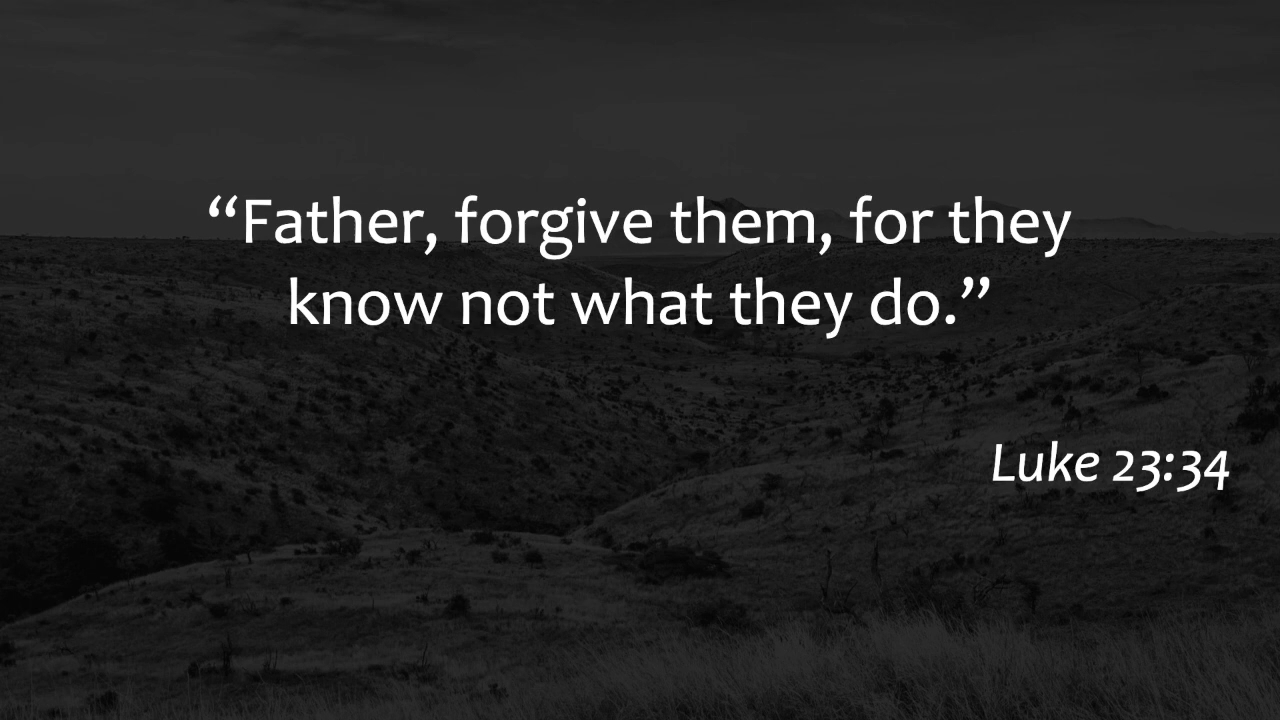 “Father, forgive them, for they
know not what they do.”
Luke 23:34